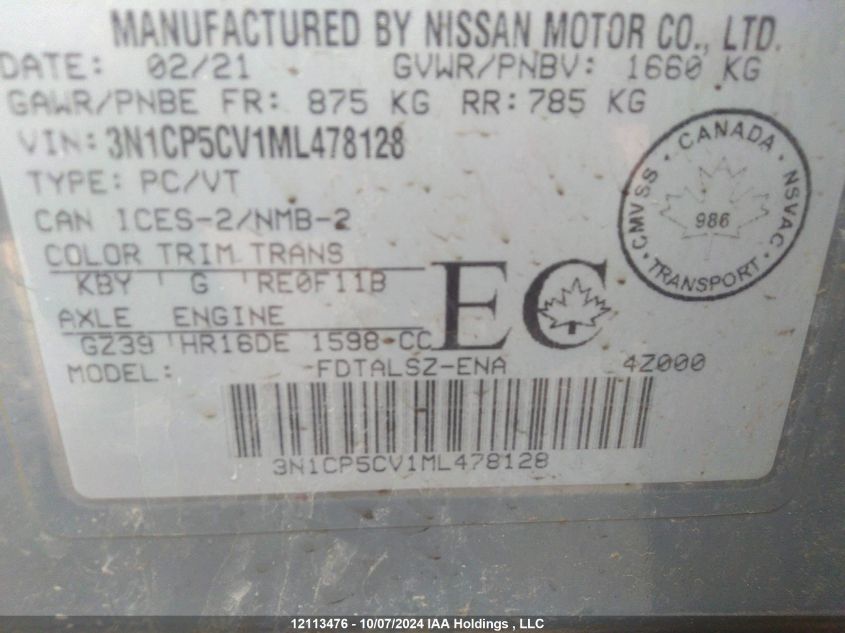 MANUFACTURED BY NISSAN MOTOR CO., LTD.
DATE: 02/21 GVWR/PNBV: 1660 KG
GAWR/PNBE FR: 875 KG RR: 785 KG
VIN: 3N1CP5CV1ML478128
TYPE: PC/VT
CAN ICES-2/NMB-2
COLOR TRIM TRANS
KBY G RE0F11B
AXLE ENGINE
GZ39 HR16DE 1598 CC
MODEL: FDTALSZ-ENA 4Z000
3N1CP5CV1ML478128
EC
· CANADA ·
CMVSS
NSVAC
986
· TRANSPORT ·
12113476 - 10/07/2024 IAA Holdings , LLC